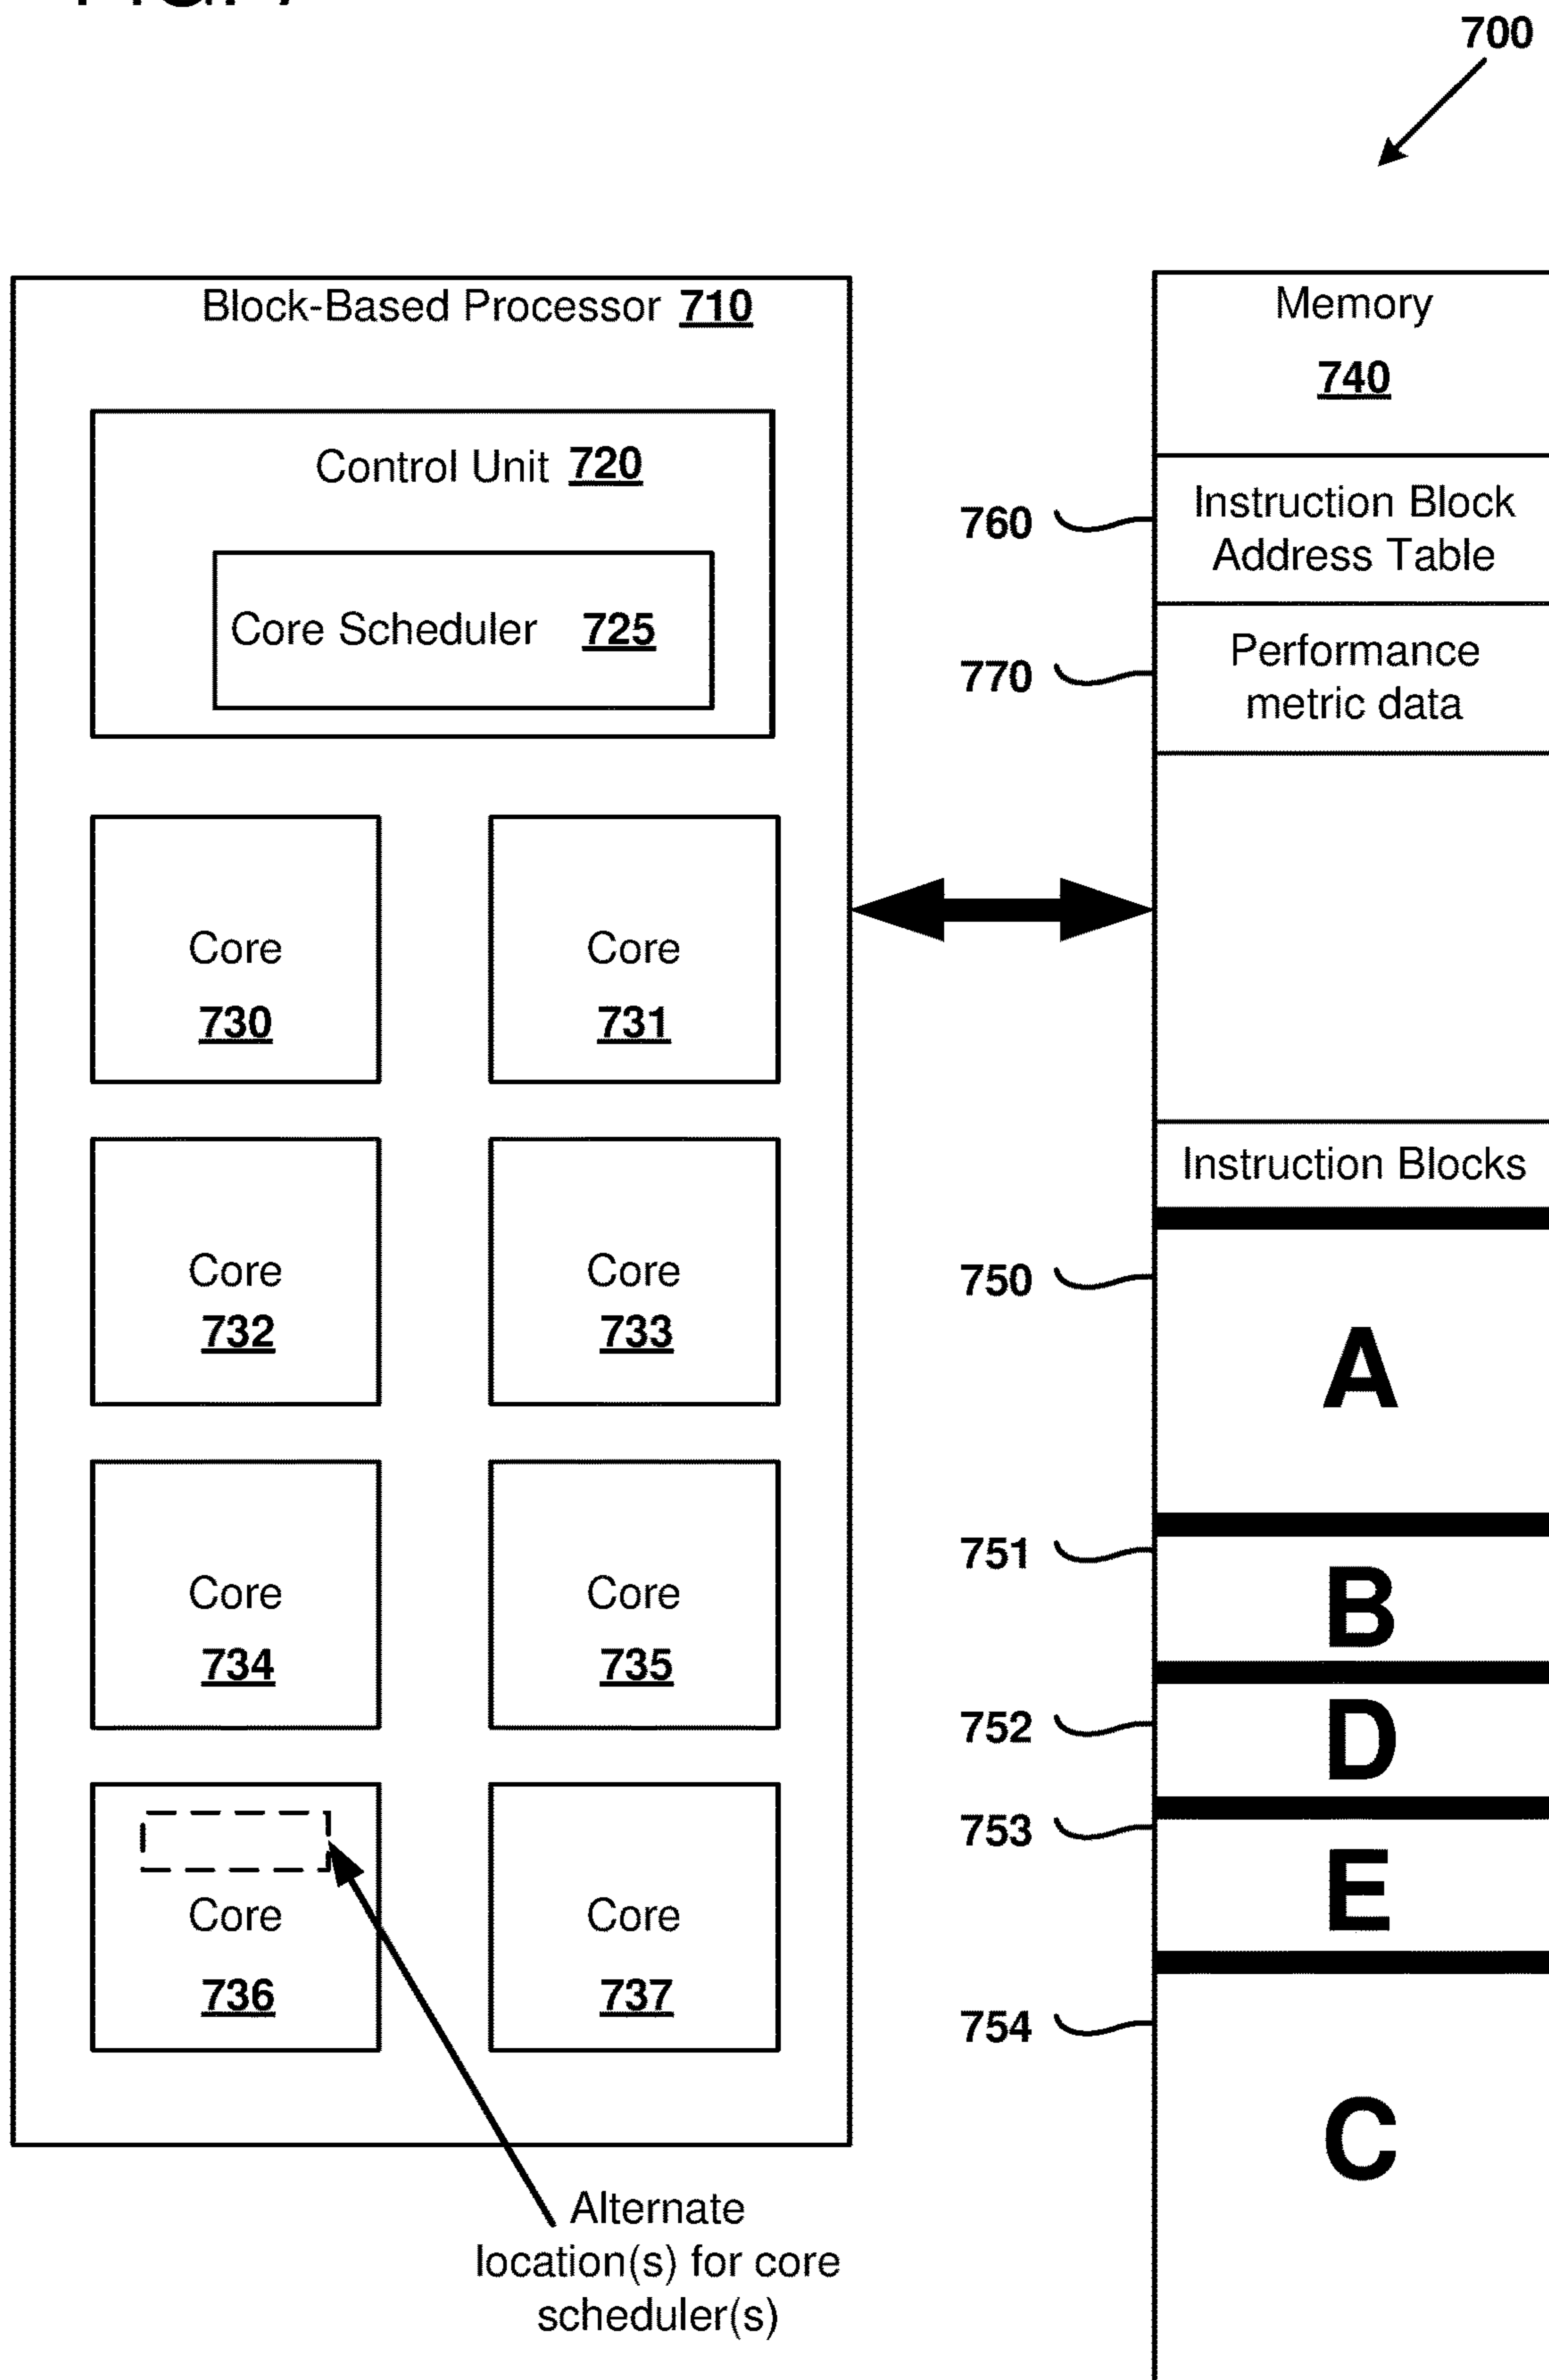 700
Block-Based Processor 710
Control Unit 720
Core Scheduler 725
Core
730
Core
731
Core
732
Core
733
Core
734
Core
735
Core
736
Core
737
Alternate
location(s) for core
scheduler(s)
Memory
740
760
Instruction Block
Address Table
770
Performance
metric data
Instruction Blocks
750
A
751
B
752
D
753
E
754
C